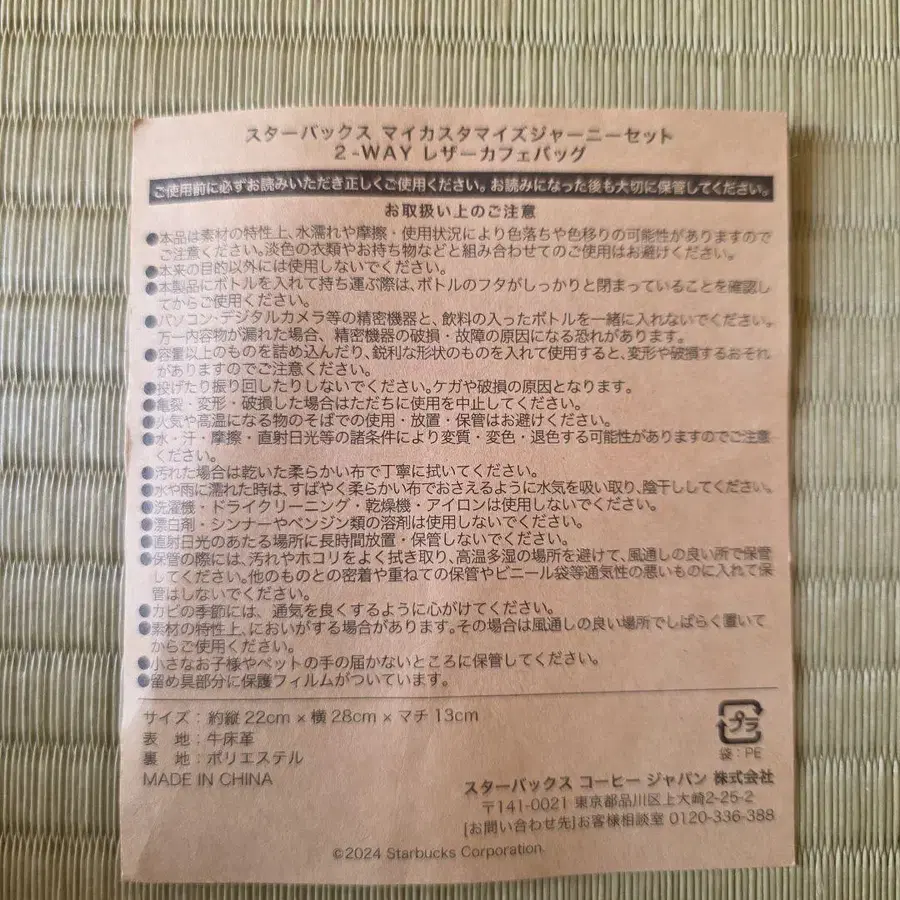 スターバックス マイカスタマイズジャーニーセット
2-WAY レザーカフェバッグ
ご使用前に必ずお読みいただき正しくご使用ください。お読みになった後も大切に保管してください。
お取扱い上のご注意
●本品は素材の特性上、水濡れや摩擦・使用状況により色落ちや色移りの可能性がありますので
ご注意ください。淡色の衣類やお持ち物などと組み合わせてのご使用はお避けください。
●本来の目的以外には使用しないでください。
●本製品にボトルを入れて持ち運ぶ際は、ボトルのフタがしっかりと閉まっていることを確認し
てからご使用ください。
●パソコン・デジタルカメラ等の精密機器と、飲料の入ったボトルを一緒に入れないでください。
万一内容物が漏れた場合、精密機器の破損・故障の原因になる恐れがあります。
●容量以上のものを詰め込んだり、鋭利な形状のものを入れて使用すると、変形や破損するおそれ
がありますのでご注意ください。
●投げたり振り回したりしないでください。ケガや破損の原因となります。
●亀裂・変形・破損した場合はただちに使用を中止してください。
●火気や高温になる物のそばでの使用・放置・保管はお避けください。
●水・汗・摩擦・直射日光等の諸条件により変質・変色・退色する可能性がありますのでご注意
ください。
●汚れた場合は乾いた柔らかい布で丁寧に拭いてください。
●水や雨に濡れた時は、すばやく柔らかい布でおさえるように水気を吸い取り、陰干ししてください。
●洗濯機・ドライクリーニング・乾燥機・アイロンは使用しないでください。
●漂白剤・シンナーやベンジン類の溶剤は使用しないでください。
●直射日光のあたる場所に長時間放置・保管しないでください。
●保管の際には、汚れやホコリをよく拭き取り、高温多湿の場所を避けて、風通しの良い所で保管
してください。他のものとの密着や重ねての保管やビニール袋等通気性の悪いものに入れて保
管はしないでください。
●カビの季節には、通気を良くするように心がけてください。
●素材の特性上、においがする場合があります。その場合は風通しの良い場所でしばらく置いて
からご使用ください。
●小さなお子様やペットの手の届かないところに保管してください。
●留め具部分に保護フィルムがついています。
サイズ：約縦 22cm × 横 28cm × マチ 13cm
表 地：牛床革
裏 地：ポリエステル
MADE IN CHINA
プラ
袋：PE
スターバックス コーヒー ジャパン 株式会社
〒141-0021 東京都品川区上大崎2-25-2
[お問い合わせ先]お客様相談室 0120-336-388
©2024 Starbucks Corporation.